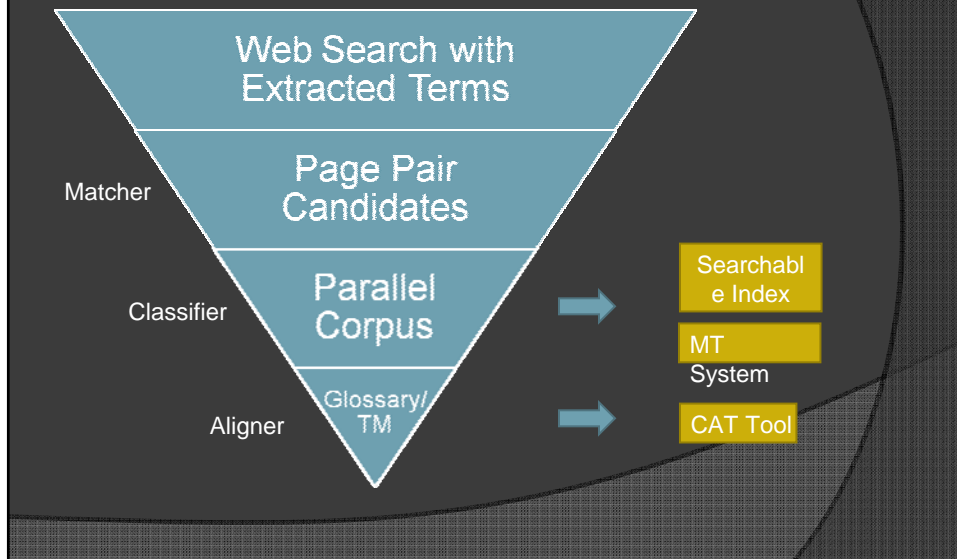 Web Search with
Extracted Terms
Matcher
Page Pair
Candidates
Classifier
Parallel
Corpus
Searchabl
e Index
MT
System
Aligner
Glossary/
TM
CAT Tool